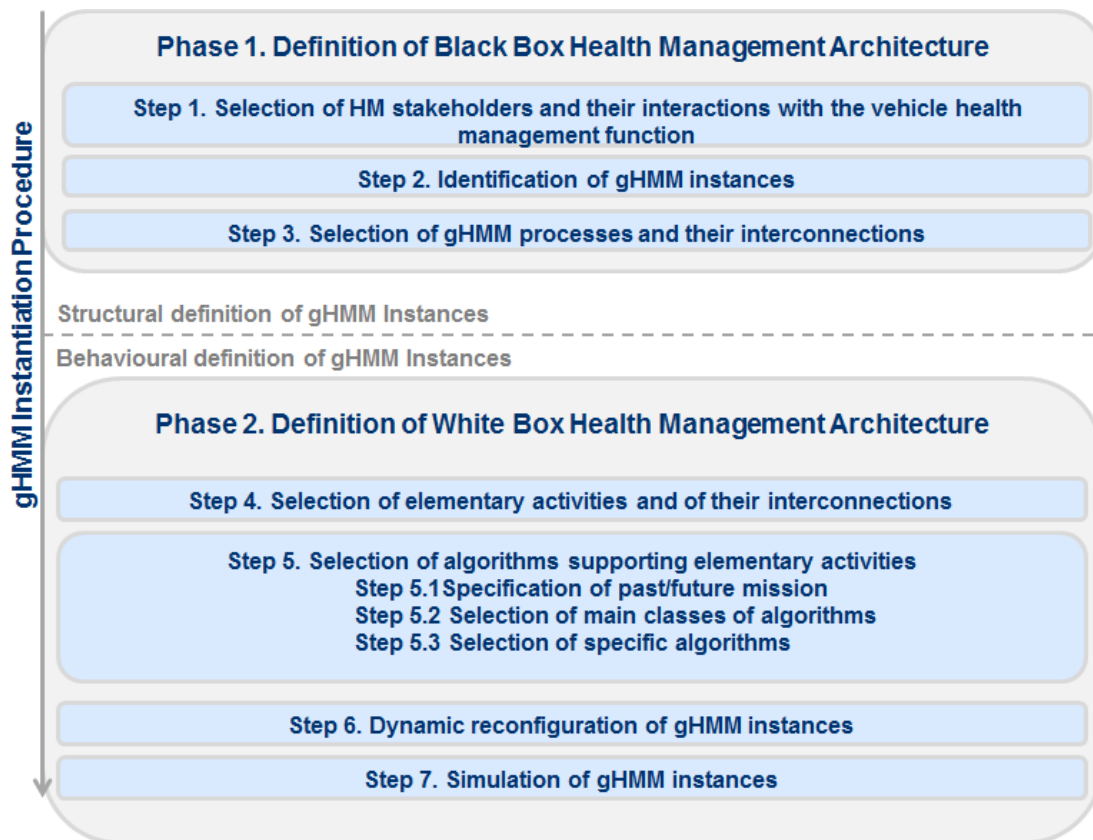 gHMM Instantiation Procedure
Phase 1. Definition of Black Box Health Management Architecture
Step 1. Selection of HM stakeholders and their interactions with the vehicle health
management function
Step 2. Identification of gHMM instances
Step 3. Selection of gHMM processes and their interconnections
Structural definition of gHMM Instances
Behavioural definition of gHMM Instances
Phase 2. Definition of White Box Health Management Architecture
Step 4. Selection of elementary activities and of their interconnections
Step 5. Selection of algorithms supporting elementary activities
Step 5.1 Specification of past/future mission
Step 5.2 Selection of main classes of algorithms
Step 5.3 Selection of specific algorithms
Step 6. Dynamic reconfiguration of gHMM instances
Step 7. Simulation of gHMM instances